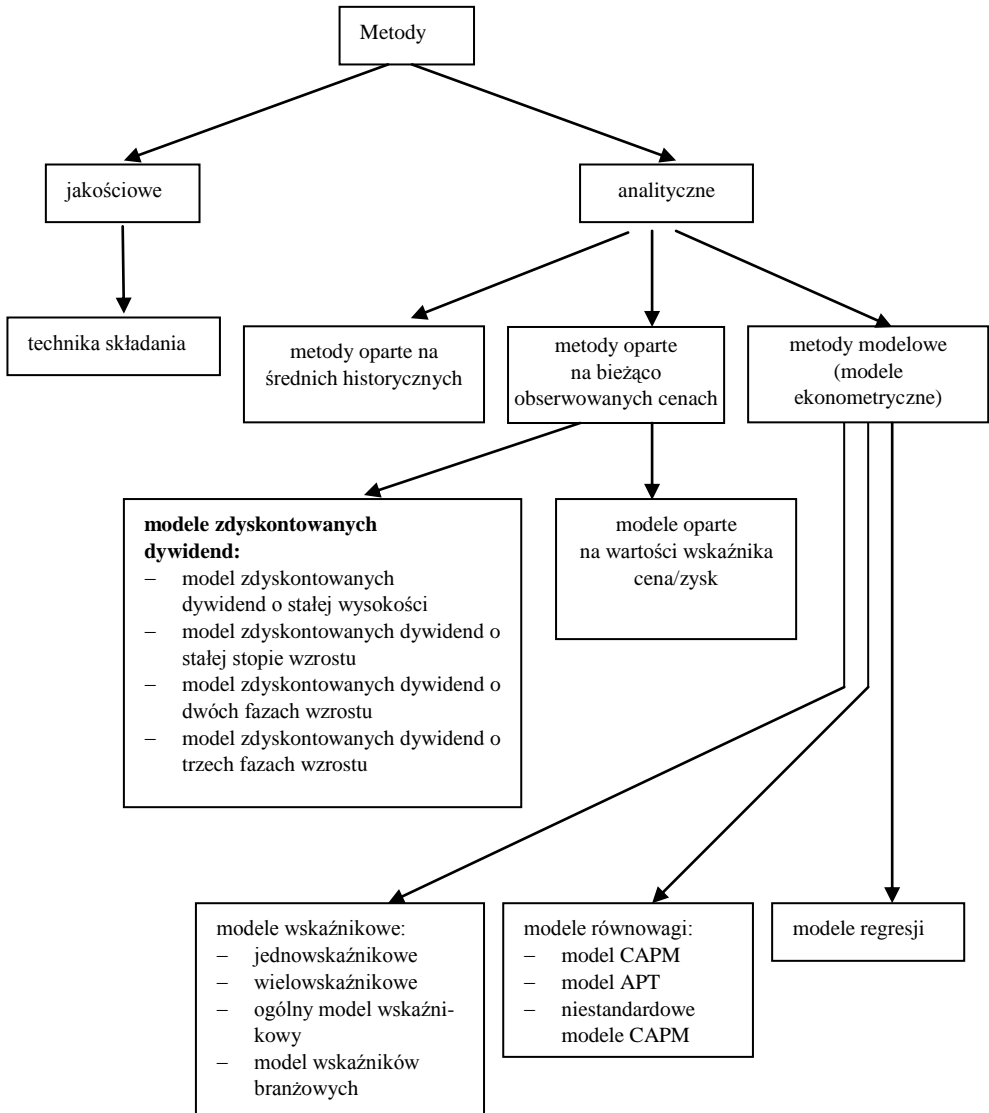 Metody
jakościowe
analityczne
technika składania
metody oparte na
średnich historycznych
metody oparte
na bieżąco
obserwowanych cenach
metody modelowe
(modele
ekonometryczne)
modele zdyskontowanych
dywidend:
– model zdyskontowanych
dywidend o stałej wysokości
– model zdyskontowanych dywidend o
stałej stopie wzrostu
– model zdyskontowanych dywidend o
dwóch fazach wzrostu
– model zdyskontowanych dywidend o
trzech fazach wzrostu
modele oparte
na wartości wskaźnika
cena/zysk
modele wskaźnikowe:
– jednowskaźnikowe
– wielowskaźnikowe
– ogólny model wskaźni-
kowy
– model wskaźników
branżowych
modele równowagi:
– model CAPM
– model APT
– niestandardowe
modele CAPM
modele regresji